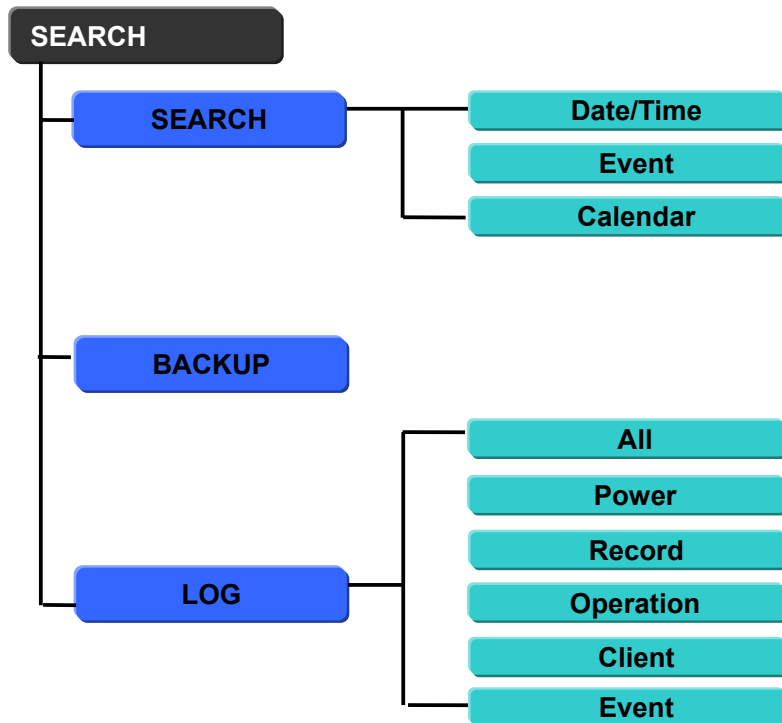 SEARCH
SEARCH
Date/Time
Event
Calendar
BACKUP
LOG
All
Power
Record
Operation
Client
Event